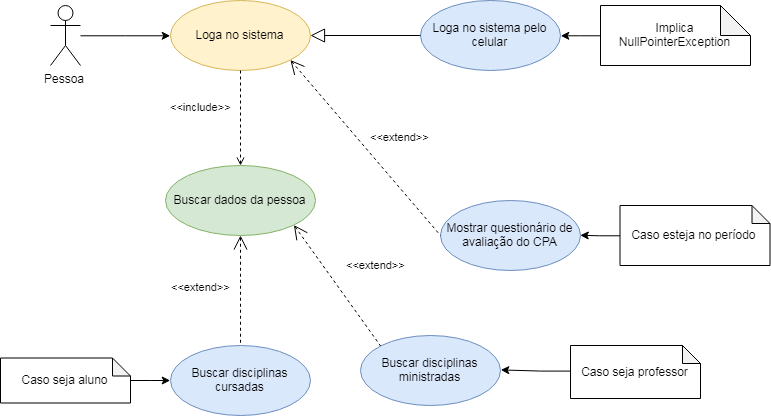 Pessoa
Loga no sistema
Loga no sistema pelo
celular
Implica
NullPointerException
<<include>>
<<extend>>
Buscar dados da pessoa
Mostrar questionário de
avaliação do CPA
Caso esteja no período
<<extend>>
<<extend>>
Caso seja aluno
Buscar disciplinas
cursadas
Buscar disciplinas
ministradas
Caso seja professor